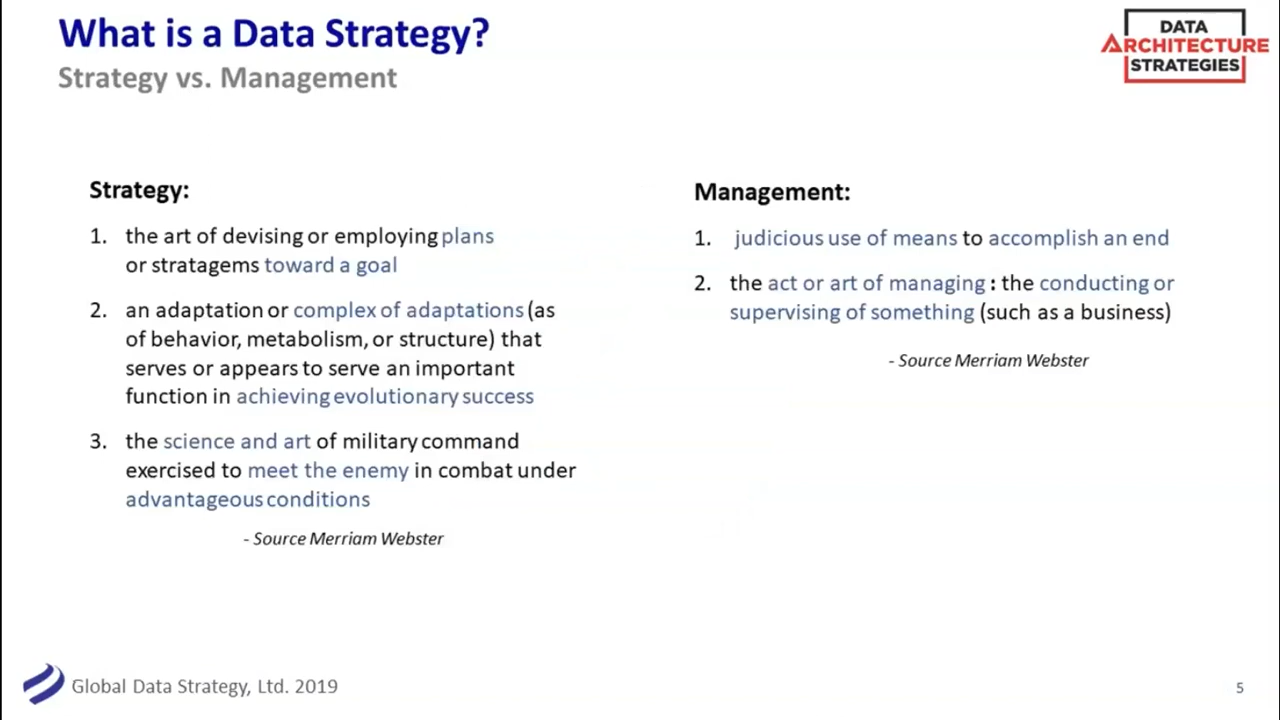 What is a Data Strategy?
Strategy vs. Management
DATA
ARCHITECTURE
STRATEGIES
Strategy:
1. the art of devising or employing plans
or stratagems toward a goal
2. an adaptation or complex of adaptations (as
of behavior, metabolism, or structure) that
serves or appears to serve an important
function in achieving evolutionary success
3. the science and art of military command
exercised to meet the enemy in combat under
advantageous conditions
- Source Merriam Webster
Management:
1. judicious use of means to accomplish an end
2. the act or art of managing : the conducting or
supervising of something (such as a business)
- Source Merriam Webster
Global Data Strategy, Ltd. 2019
5